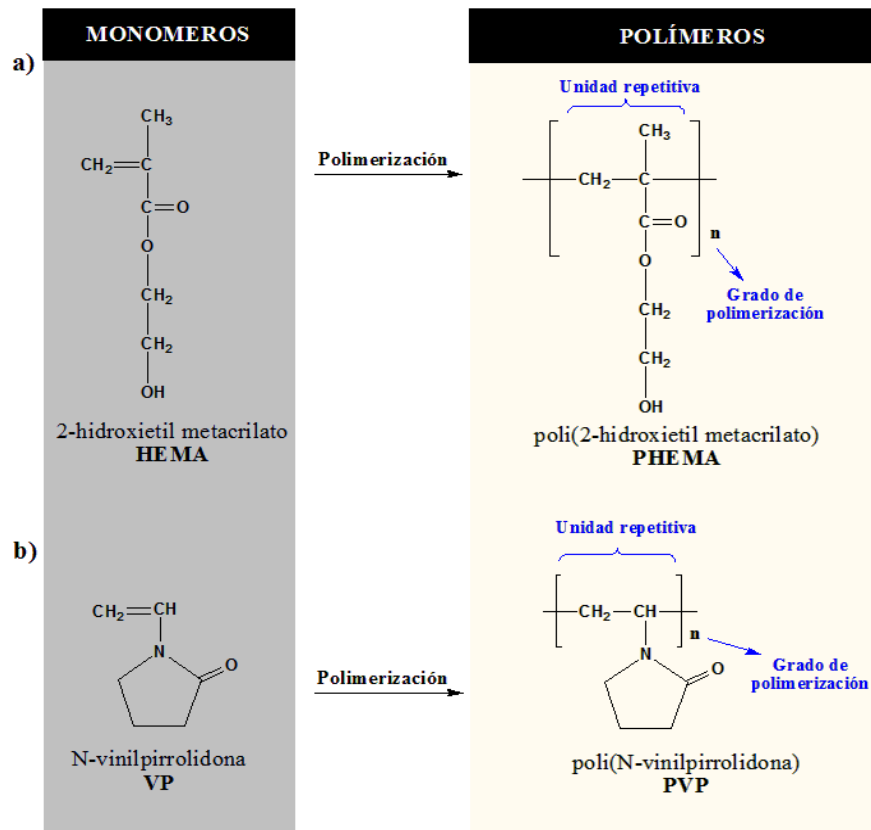 MONOMEROS
POLÍMEROS
a)
CH3
CH2=C
C=O
O
CH2
CH2
OH
2-hidroxietil metacrilato
HEMA
Polimerización
Unidad repetitiva
CH3
CH2
C
C=O
n
O
Grado de
polimerización
CH2
CH2
OH
poli(2-hidroxietil metacrilato)
PHEMA
b)
CH2=CH
N
O
N-vinilpirrolidona
VP
Polimerización
Unidad repetitiva
CH2
CH
n
N
O
Grado de
polimerización
poli(N-vinilpirrolidona)
PVP